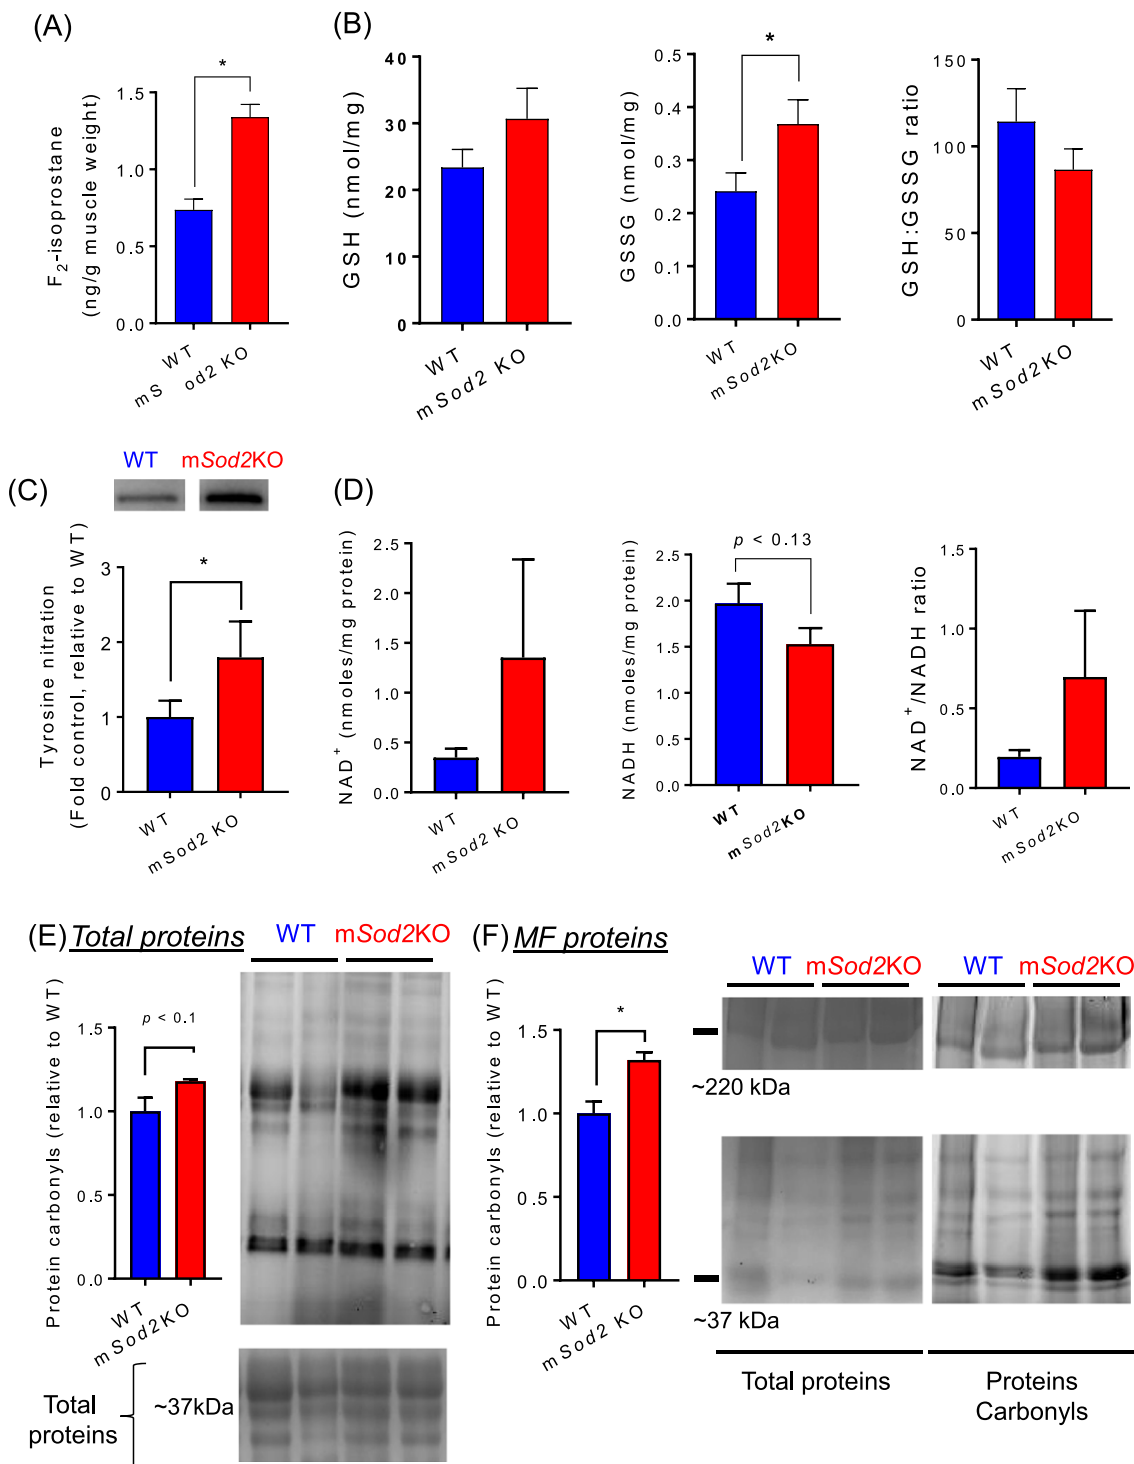 (A)
*
F2-isoprostane
(ng/g muscle weight)
1.5
1.0
0.5
0.0
WT
mS od2 KO
(B)
GSH (nmol/mg)
40
30
20
10
0
WT
mSod2 KO
*
GSSG (nmol/mg)
0.5
0.4
0.3
0.2
0.1
0.0
WT
mSod2KO
GSH:GSSG ratio
150
100
50
0
WT
mSod2KO
(C)
WT mSod2KO
*
Tyrosine nitration
(Fold control, relative to WT)
3
2
1
0
WT
mSod2 KO
(D)
NAD+ (nmoles/mg protein)
2.5
2.0
1.5
1.0
0.5
0.0
WT
mSod2 KO
p < 0.13
NADH (nmoles/mg protein)
2.5
2.0
1.5
1.0
0.5
0.0
WT
mSod2KO
NAD+/NADH ratio
1.5
1.0
0.5
0.0
WT
mSod2KO
(E) Total proteins
WT mSod2KO
p < 0.1
Protein carbonyls (relative to WT)
1.5
1.0
0.5
0.0
WT
mSod2KO
Total
proteins
~37kDa
(F) MF proteins
*
Protein carbonyls (relative to WT)
1.5
1.0
0.5
0.0
WT
mSod2 KO
WT mSod2KO
WT mSod2KO
~220 kDa
~37 kDa
Total proteins
Proteins
Carbonyls